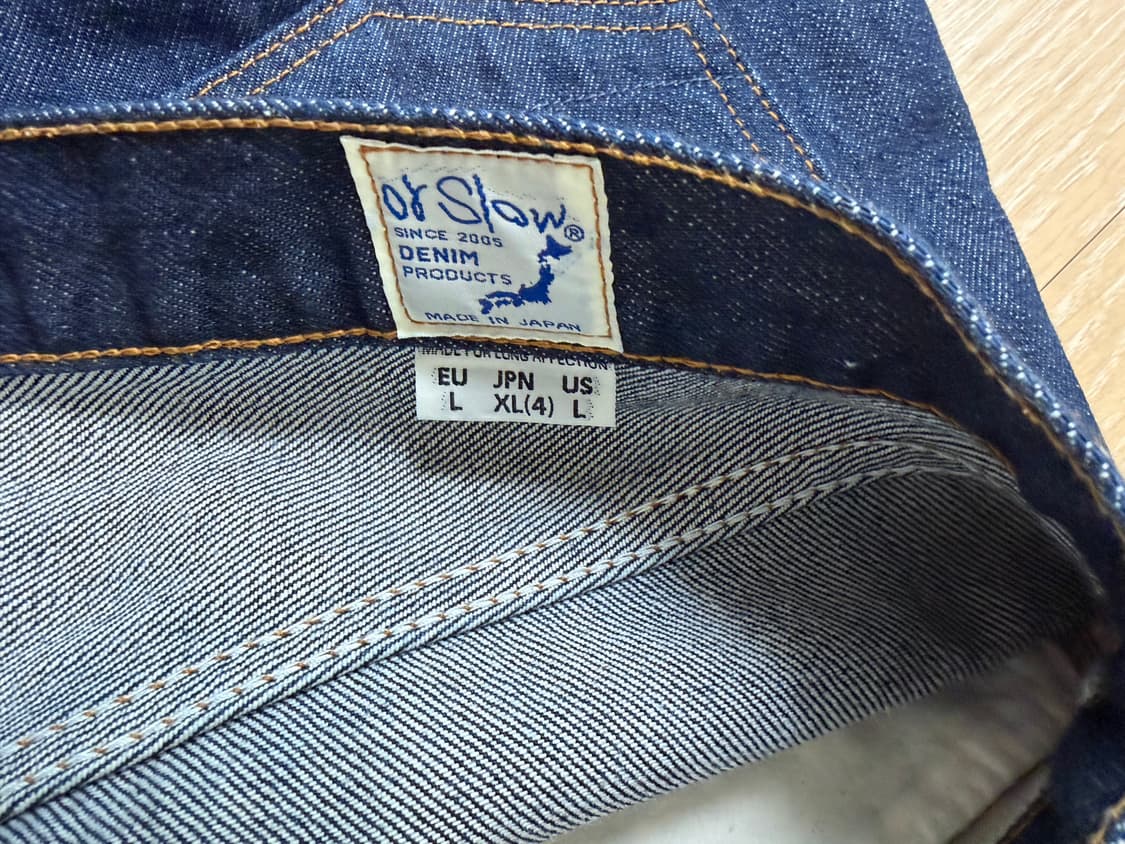 or Slow®
SINCE 2005
DENIM
PRODUCTS
MADE IN JAPAN
MADE FOR LONG AFFECTION
EU JPN US
L XL(4) L